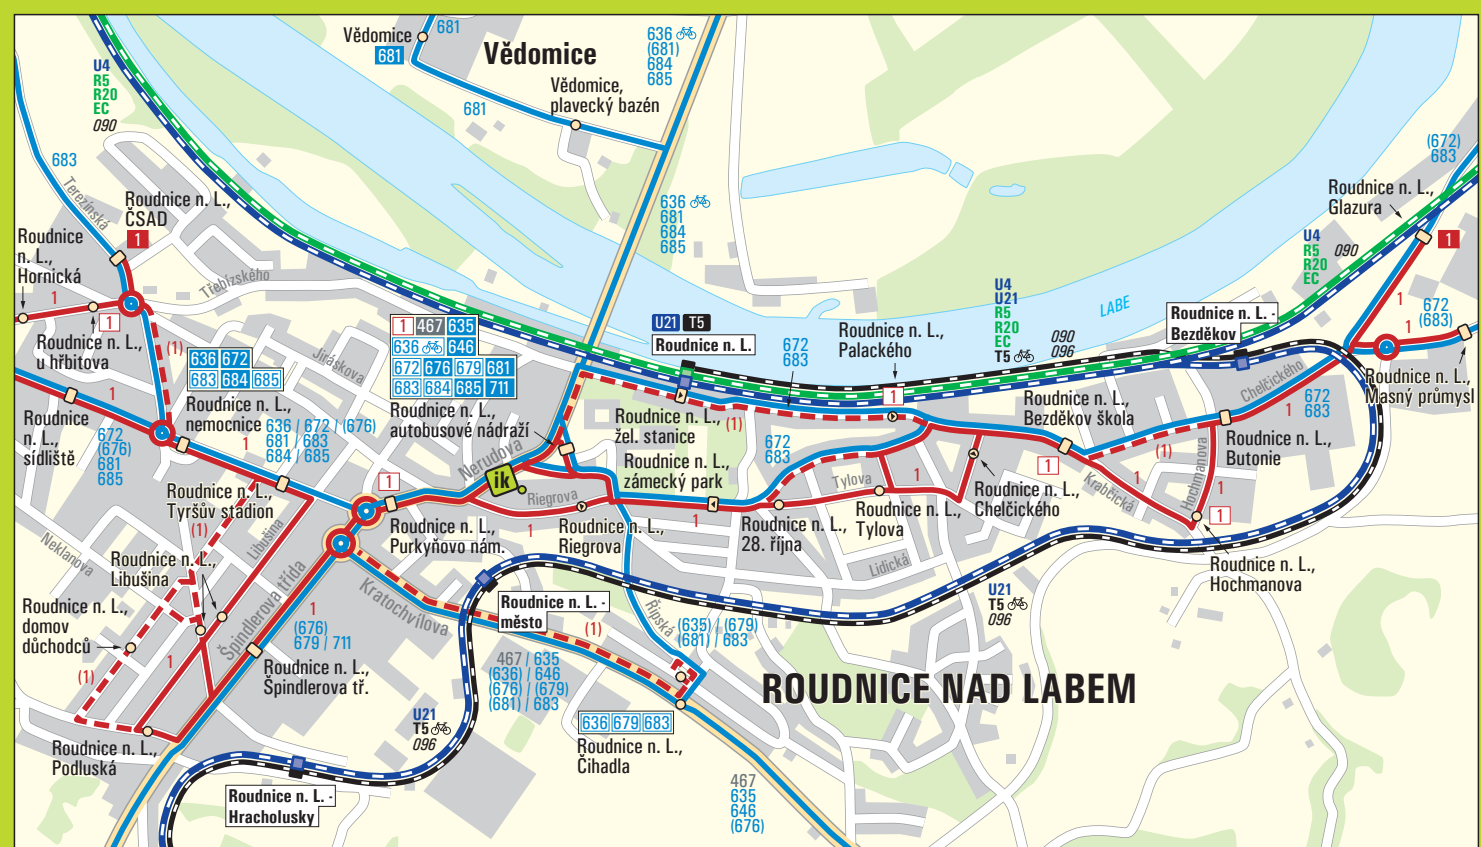 Vědomice
681
681
Vědomice
Vědomice,
plavecký bazén
681
636
(681)
684
685
U4
R5
R20
EC
090
683
Terezínská
Roudnice n. L.,
ČSAD
1
Roudnice
n. L.,
Hornická
1
1
Třebízského
Roudnice n. L.,
u hřbitova
(1)
636 672
683 684 685
Roudnice n. L.,
nemocnice
636 / 672 / (676)
681 / 683
684 / 685
Jiráskova
1 467 635
636 646
672 676 679 681
683 684 685 711
Roudnice n. L.,
autobusové nádraží
636
681
684
685
U21 T5
Roudnice n. L.
672
683
Roudnice n. L.,
Palackého
U4
U21
R5
R20
EC
T5
090
096
LABE
Roudnice n. L. -
Bezděkov
U4
R5
R20
EC
090
Roudnice n. L.,
Glazura
(672)
683
1
1
1
672
(683)
Roudnice n. L.,
Masný průmysl
Chelčického
1
672
683
Roudnice n. L.,
Butonie
Roudnice n. L.,
Bezděkov škola
1
1
(1)
1
Krabčická
Hochmanova
1
1
Roudnice n. L.,
Hochmanova
Roudnice
n. L.,
sídliště
1
672
(676)
681
685
1
Roudnice n. L.,
Tyršův stadion
1
Nerudova
ik
Riegrova
1
Roudnice n. L.,
Purkyňovo nám.
Roudnice n. L.,
Riegrova
Roudnice n. L.,
žel. stanice
(1)
Roudnice n. L.,
zámecký park
1
672
683
Roudnice n. L.,
28. října
Tylova
1
Roudnice n. L.,
Tylova
Roudnice n. L.,
Chelčického
Lidická
U21
T5
096
Neklanova
(1)
Libušina
Roudnice n. L.,
Libušina
Roudnice n. L.,
domov
důchodců
(1)
1
Špindlerova třída
1
(676)
679 / 711
Roudnice n. L.,
Špindlerova tř.
Roudnice n. L.,
Podluská
Kratochvílova
Roudnice n. L. -
město
467 / 635
(636) / 646
(676) / (679)
(681) / 683
(1)
Řipská
(635) / (679)
(681) / 683
U21
T5
096
636 679 683
Roudnice n. L.,
Čihadla
ROUDNICE NAD LABEM
467
635
646
(676)
Roudnice n. L. -
Hracholusky